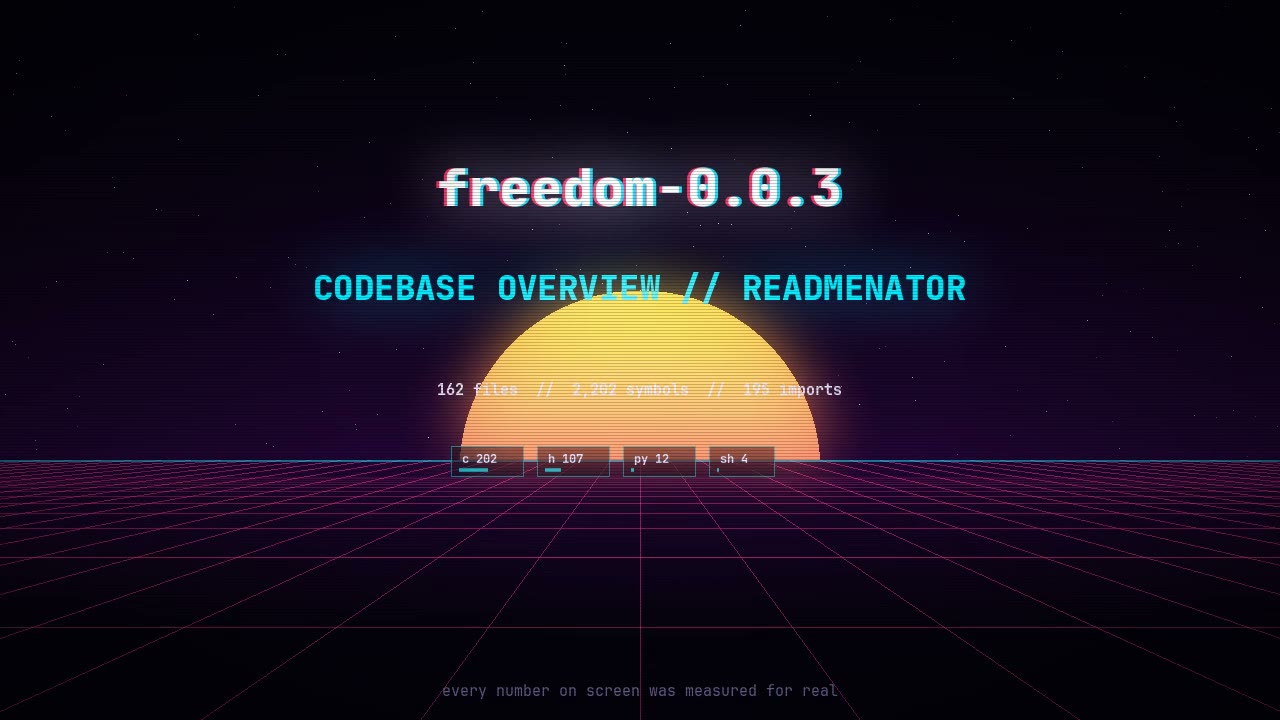 freedom-0.0.3
CODEBASE OVERVIEW // READMENATOR
162 files // 2,202 symbols // 195 imports
c 202 h 107 py 12 sh 4
every number on screen was measured for real